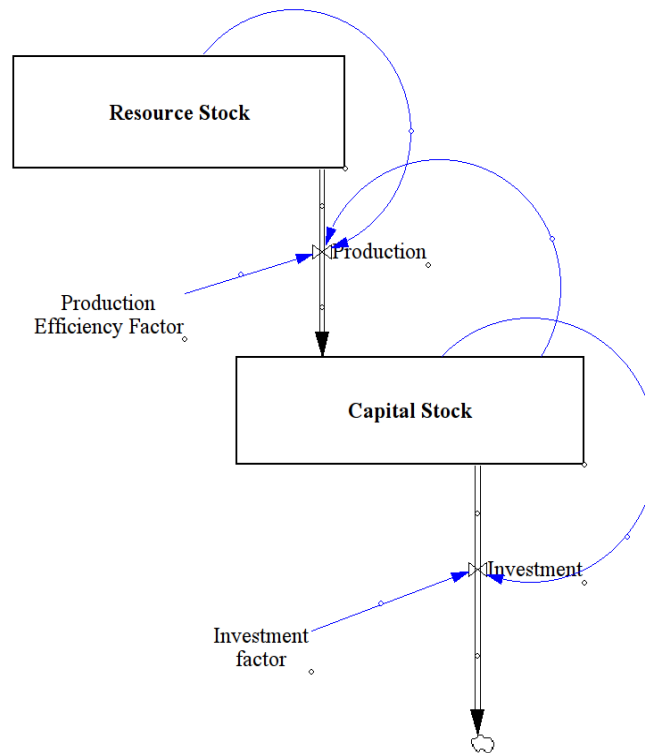 Resource Stock
Production
Production
Efficiency Factor
Capital Stock
Investment
Investment
factor